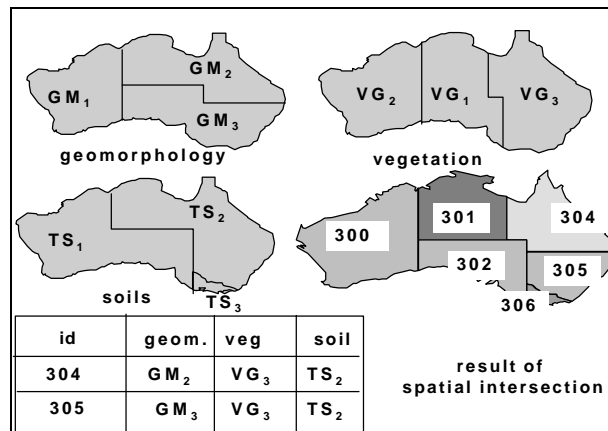 GM₁
GM₂
GM₃
geomorphology
VG₂
VG₁
VG₃
vegetation
TS₁
TS₂
TS₃
soils
300
301
302
304
305
306
id geom. veg soil
304 GM₂ VG₃ TS₂
305 GM₃ VG₃ TS₂
result of
spatial intersection